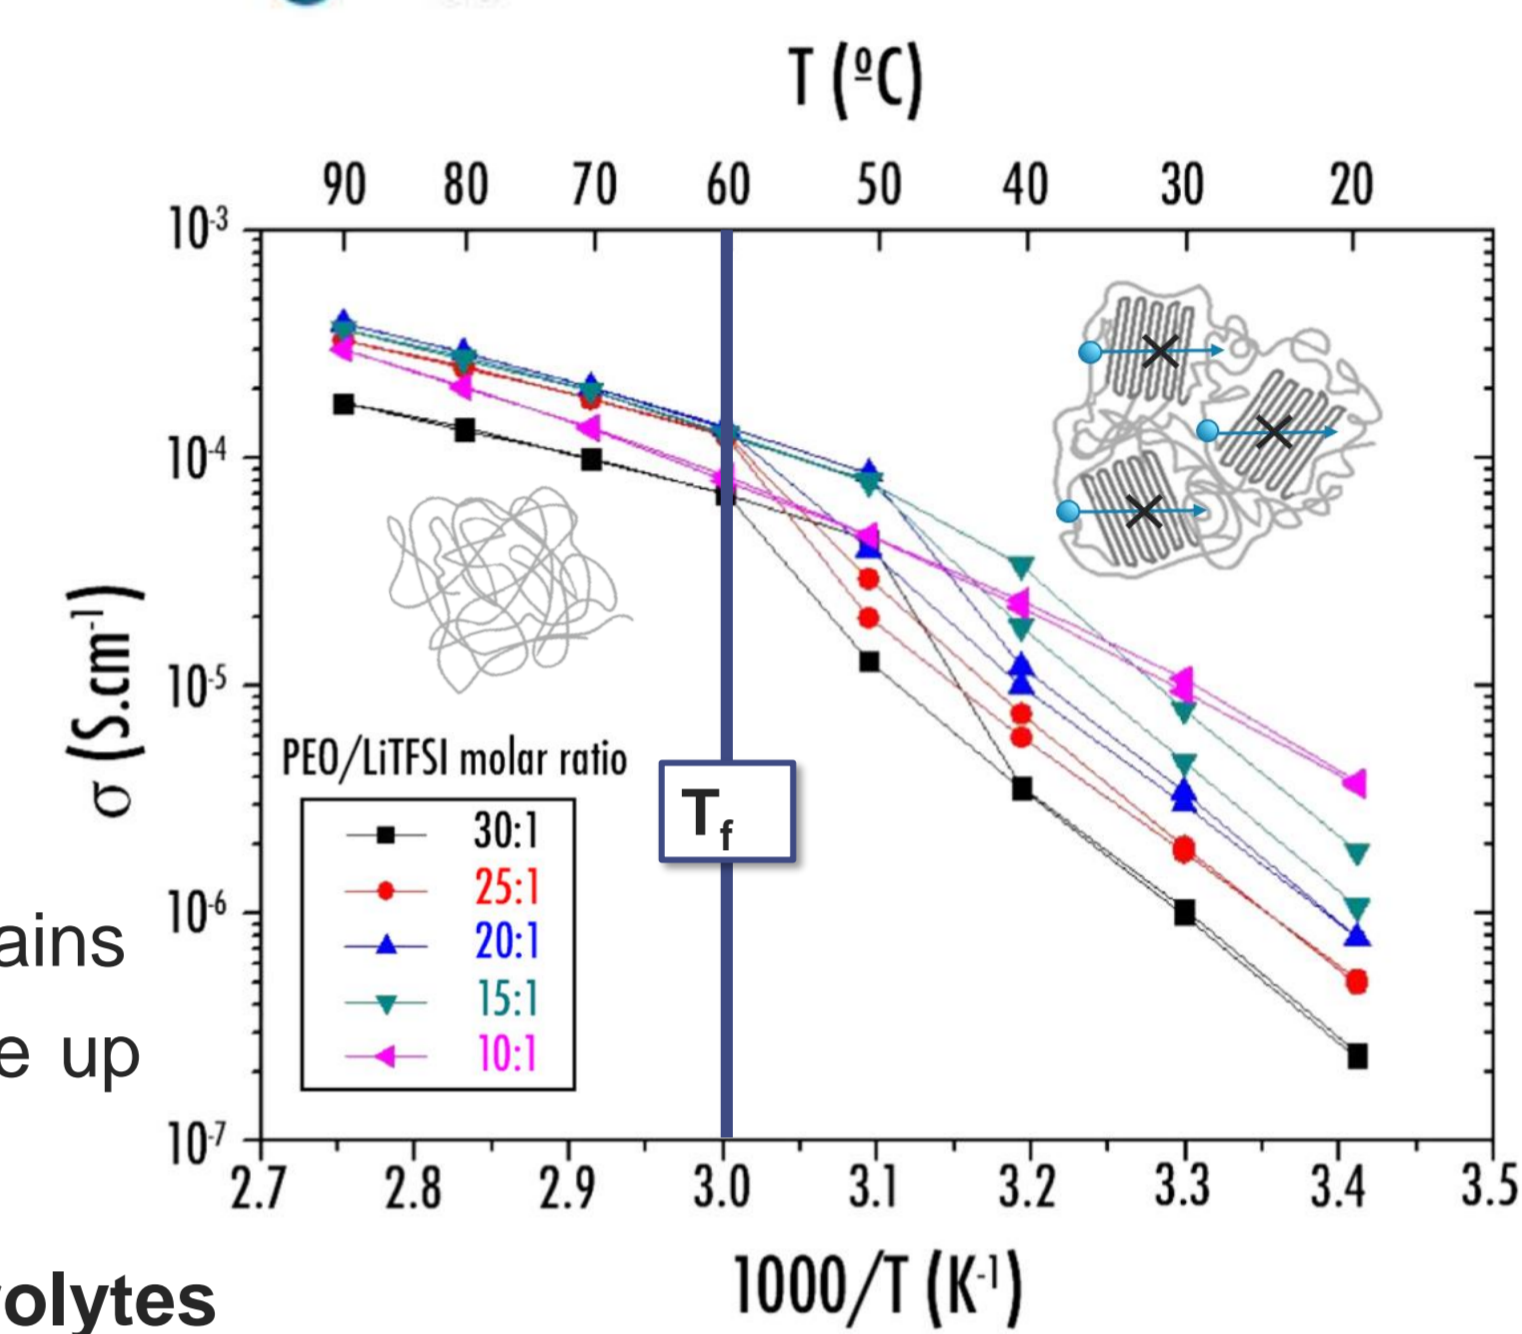 T (ºC)
90 80 70 60 50 40 30 20
10-3
10-4
10-5
10-6
10-7
σ (S.cm-1)
PEO/LiTFSI molar ratio
30:1
25:1
20:1
15:1
10:1
Tf
ains
e up
2.7 2.8 2.9 3.0 3.1 3.2 3.3 3.4 3.5
1000/T (K-1)
olytes